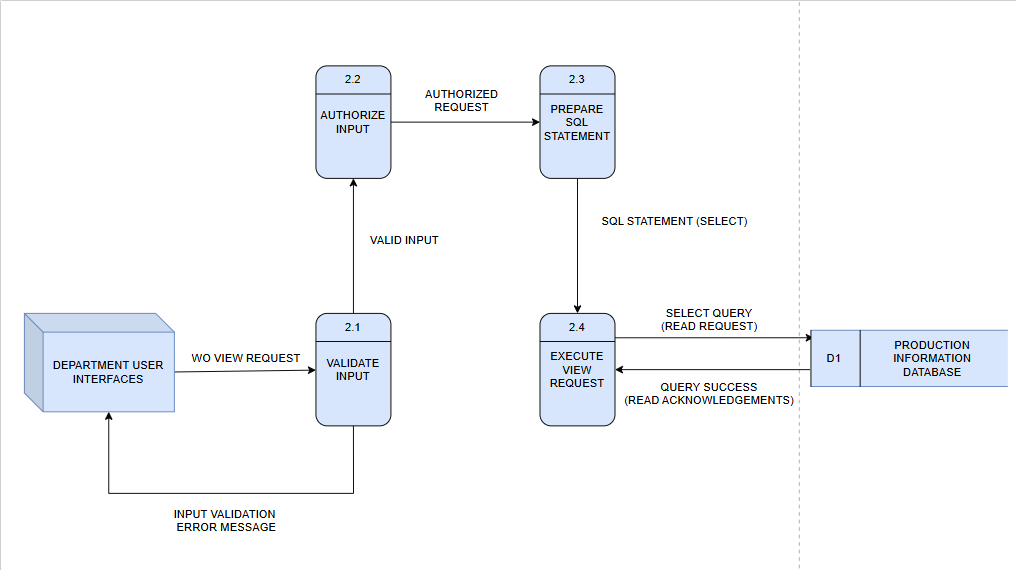 2.2
AUTHORIZE
INPUT
AUTHORIZED
REQUEST
2.3
PREPARE
SQL
STATEMENT
VALID INPUT
SQL STATEMENT (SELECT)
DEPARTMENT USER
INTERFACES
WO VIEW REQUEST
2.1
VALIDATE
INPUT
2.4
EXECUTE
VIEW
REQUEST
SELECT QUERY
(READ REQUEST)
QUERY SUCCESS
(READ ACKNOWLEDGEMENTS)
D1
PRODUCTION
INFORMATION
DATABASE
INPUT VALIDATION
ERROR MESSAGE